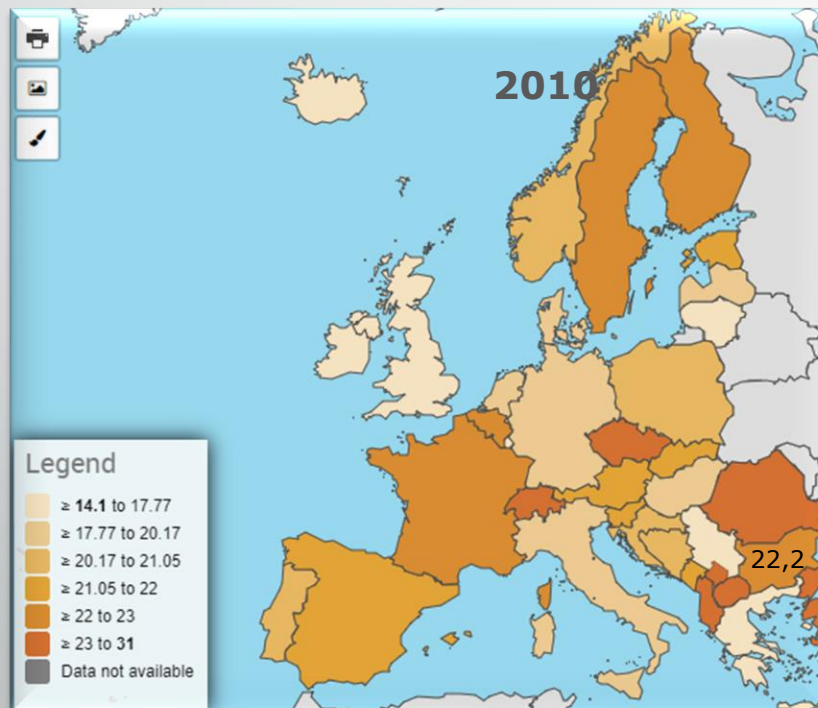 2010
22,2
Legend
≥ 14.1 to 17.77
≥ 17.77 to 20.17
≥ 20.17 to 21.05
≥ 21.05 to 22
≥ 22 to 23
≥ 23 to 31
Data not available